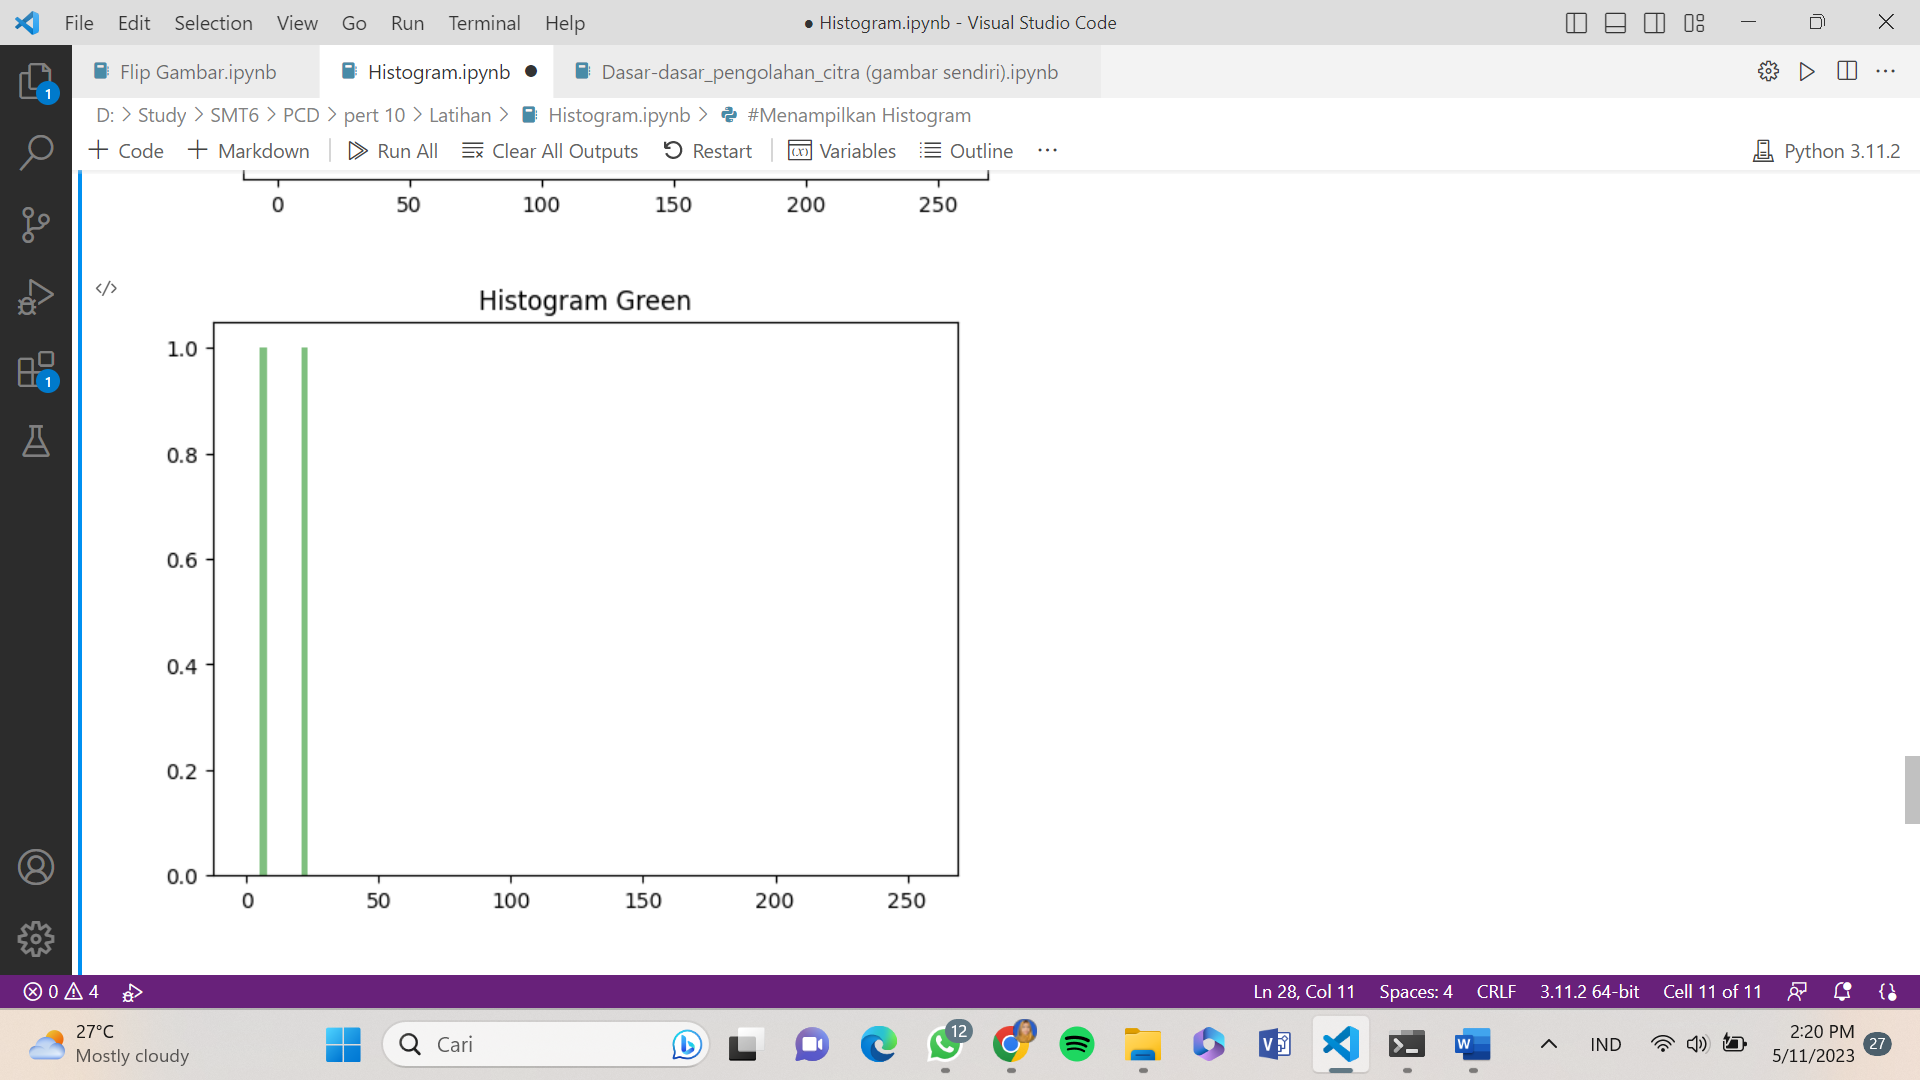 File Edit Selection View Go Run Terminal Help ● Histogram.ipynb - Visual Studio Code
Flip Gambar.ipynb Histogram.ipynb Dasar-dasar_pengolahan_citra (gambar sendiri).ipynb
1
D: > Study > SMT6 > PCD > pert 10 > Latihan > Histogram.ipynb > #Menampilkan Histogram
+ Code + Markdown Run All Clear All Outputs Restart Variables Outline ... Python 3.11.2
0 50 100 150 200 250
Histogram Green
1.0
1
0.8
0.6
0.4
0.2
0.0
0 50 100 150 200 250
0 4 Ln 28, Col 11 Spaces: 4 CRLF 3.11.2 64-bit Cell 11 of 11
27°C
Mostly cloudy
Cari
12
IND
2:20 PM
5/11/2023
27